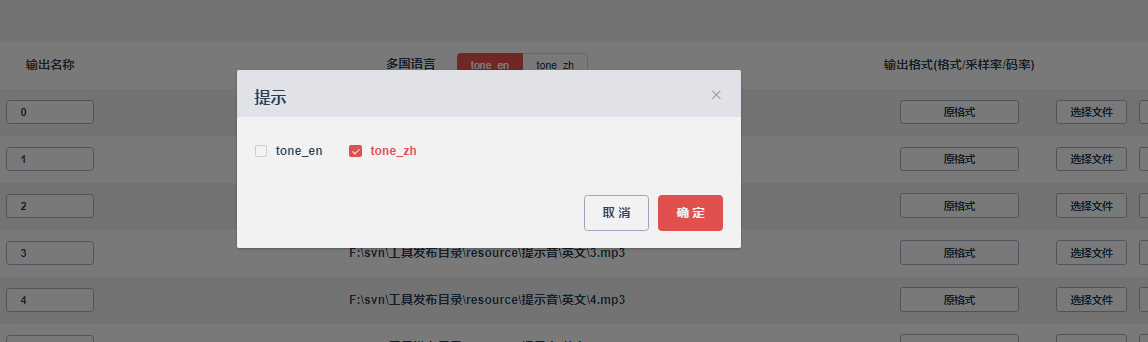 输出名称 多国语言 tone_en tone_zh 输出格式(格式/采样率/码率)
提示
0 原格式 选择文件
tone_en tone_zh
1 原格式 选择文件
2 原格式 选择文件
取消 确定
3 F:\svn\工具发布目录\resource\提示音\英文\3.mp3 原格式 选择文件
4 F:\svn\工具发布目录\resource\提示音\英文\4.mp3 原格式 选择文件